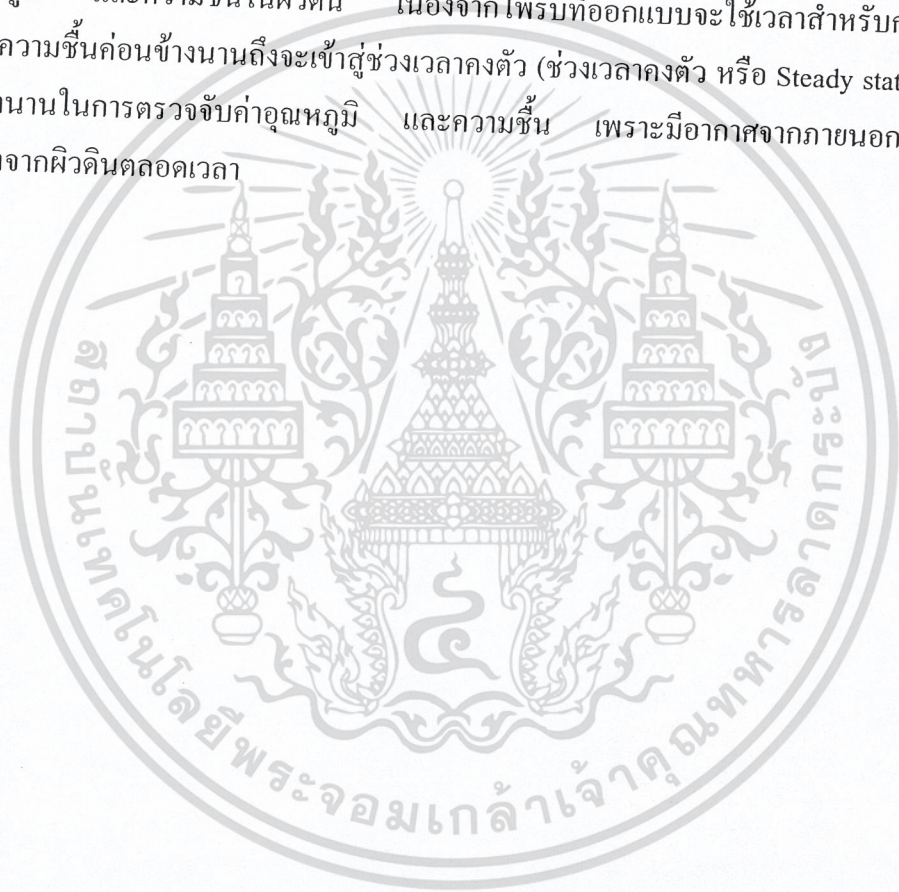 และความชื้นในผิวดิน เนื่องจากโพรบที่ออกแบบจะใช้เวลาสำหรับ
ความชื้นค่อนข้างนานถึงจะเข้าสู่ช่วงเวลาคงตัว (ช่วงเวลาคงตัว หรือ Steady stat
นานในการตรวจจับค่าอุณหภูมิ และความชื้น เพราะมีอากาศจากภายนอก
จากผิวดินตลอดเวลา
๔
สถาบันเทคโนโลยีพระจอมเกล้าเจ้าคุณทหารลาดกระบัง